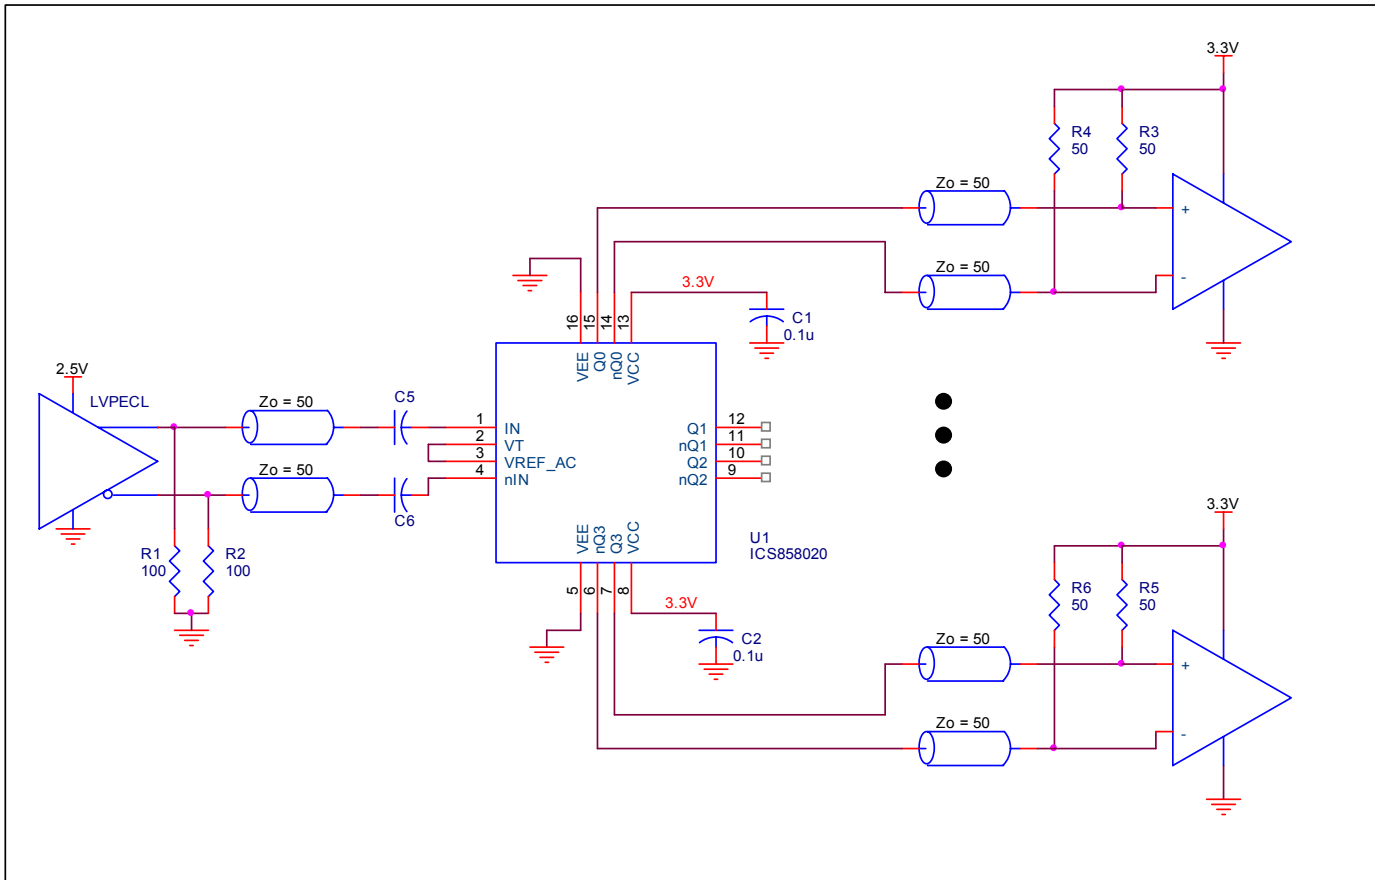 3.3V
R4
50
R3
50
Zo = 50
+
Zo = 50
-
3.3V
C1
0.1u
16
15
14
13
VEE
Q0
nQ0
VCC
2.5V
LVPECL
Zo = 50
C5
1
IN
2
VT
3
VREF_AC
4
nIN
Q1
12
nQ1
11
Q2
10
nQ2
9
Zo = 50
C6
R1
100
R2
100
VEE
nQ3
Q3
VCC
5
6
7
8
U1
ICS858020
3.3V
C2
0.1u
3.3V
R6
50
R5
50
Zo = 50
+
Zo = 50
-